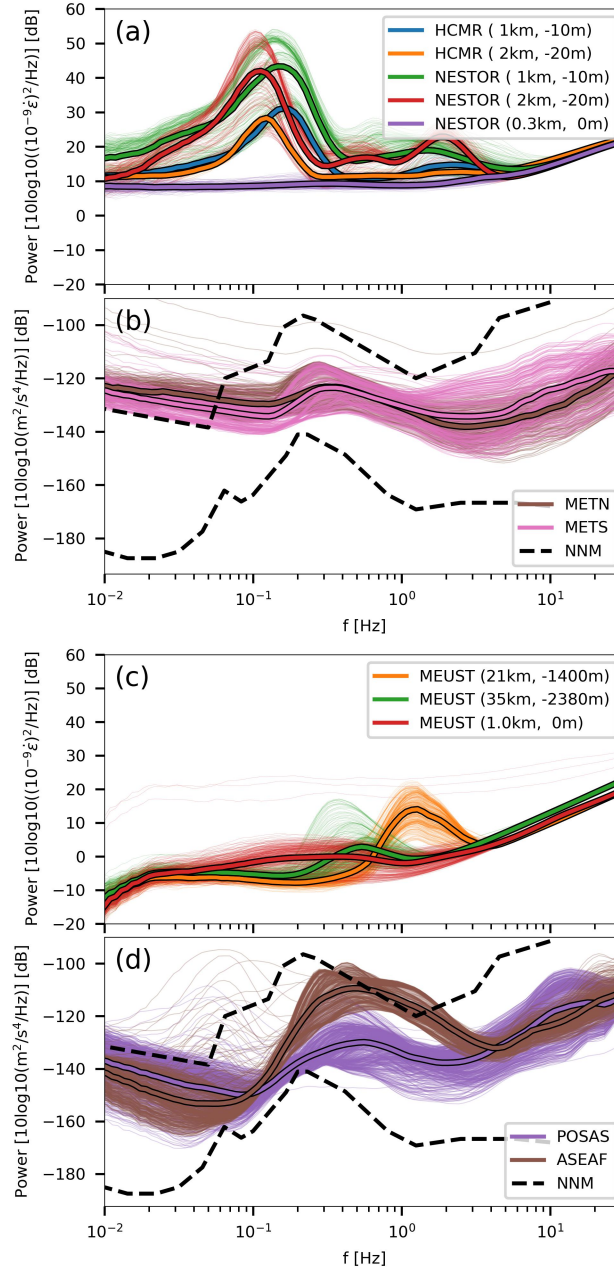 (a)
HCMR ( 1km, -10m)
HCMR ( 2km, -20m)
NESTOR ( 1km, -10m)
NESTOR ( 2km, -20m)
NESTOR (0.3km, 0m)
60
50
40
30
20
10
0
−10
20
Power [10log10((10⁻⁹ε̇)²/Hz)] [dB]
(b)
−100
−120
−140
−160
−180
Power [10log10(m²/s⁴/Hz)] [dB]
METN
METS
NNM
10⁻² 10⁻¹ 10⁰ 10¹
f [Hz]
(c)
MEUST (21km, -1400m)
MEUST (35km, -2380m)
MEUST (1.0km, 0m)
60
50
40
30
20
10
0
−10
−20
Power [10log10((10⁻⁹ε̇)²/Hz)] [dB]
(d)
−100
−120
−140
−160
−180
Power [10log10(m²/s⁴/Hz)] [dB]
POSAS
ASEAF
NNM
10⁻² 10⁻¹ 10⁰ 10¹
f [Hz]